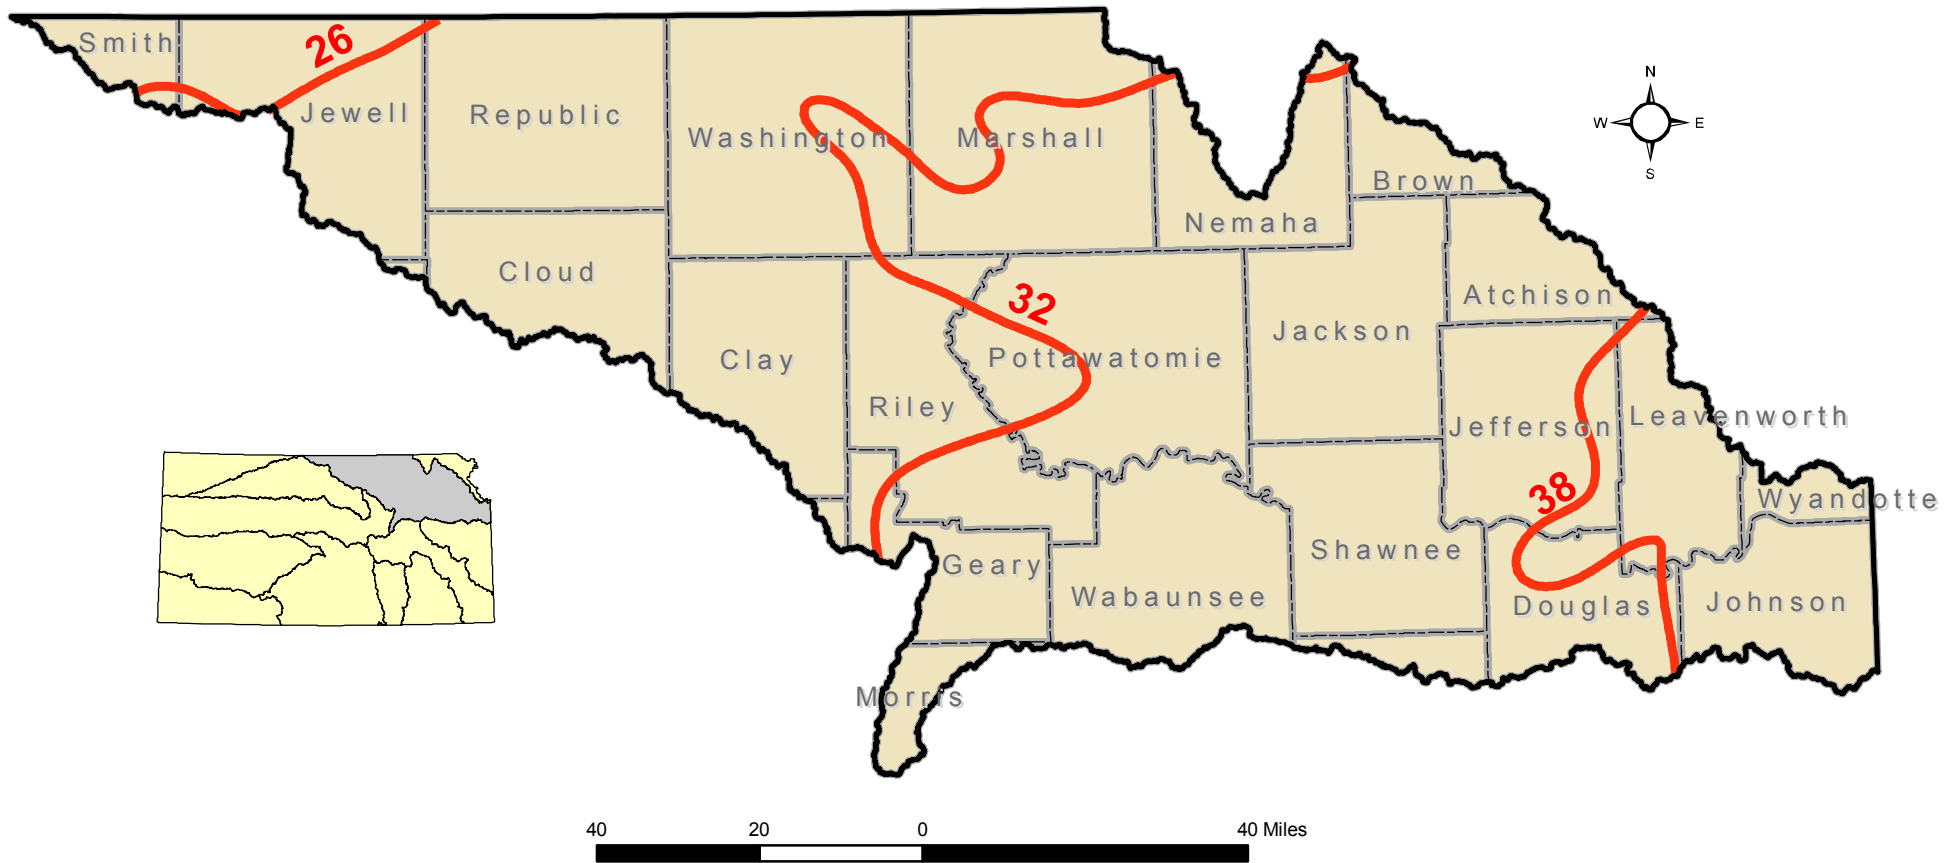 Smith
26
Jewell
Republic
Washington
Marshall
N
W
E
S
Brown
Nemaha
Cloud
32
Atchison
Clay
Pottawatomie
Jackson
Riley
Jefferson
Leavenworth
38
Wyandotte
Geary
Shawnee
Wabaunsee
Douglas
Johnson
Morris
40 20 0 40 Miles